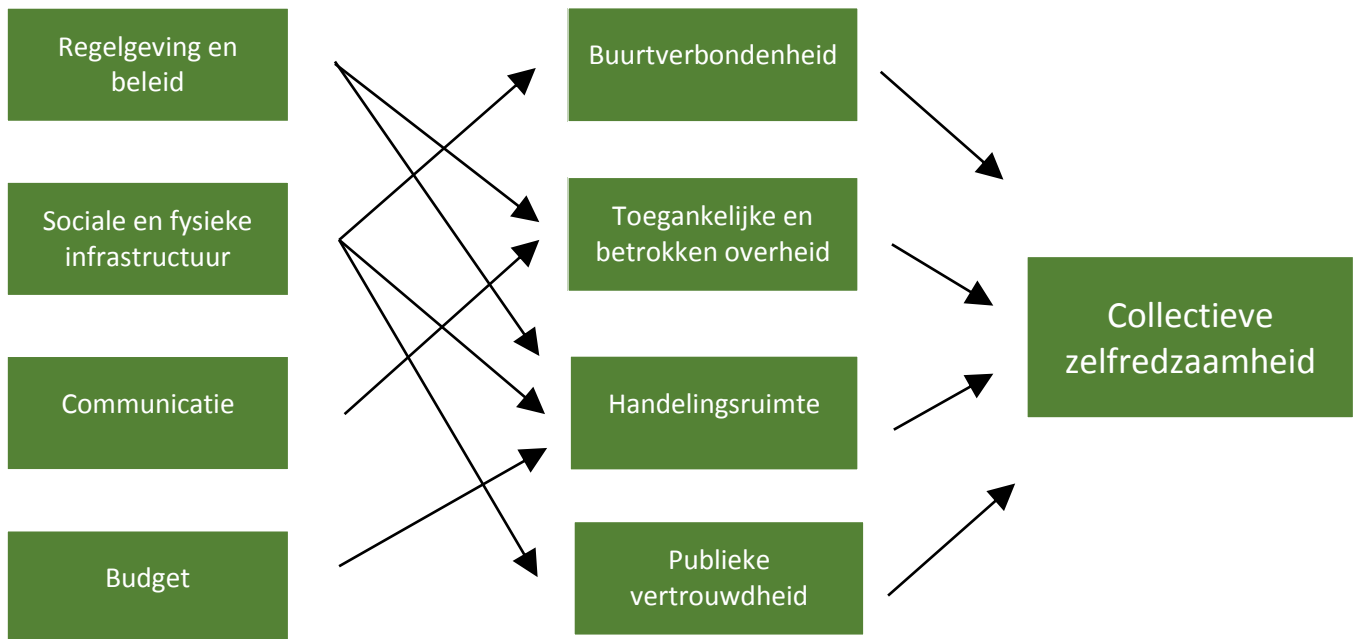 Regelgeving en
beleid
Sociale en fysieke
infrastructuur
Communicatie
Budget
Buurtverbondenheid
Toegankelijke en
betrokken overheid
Handelingsruimte
Publieke
vertrouwdheid
Collectieve
zelfredzaamheid